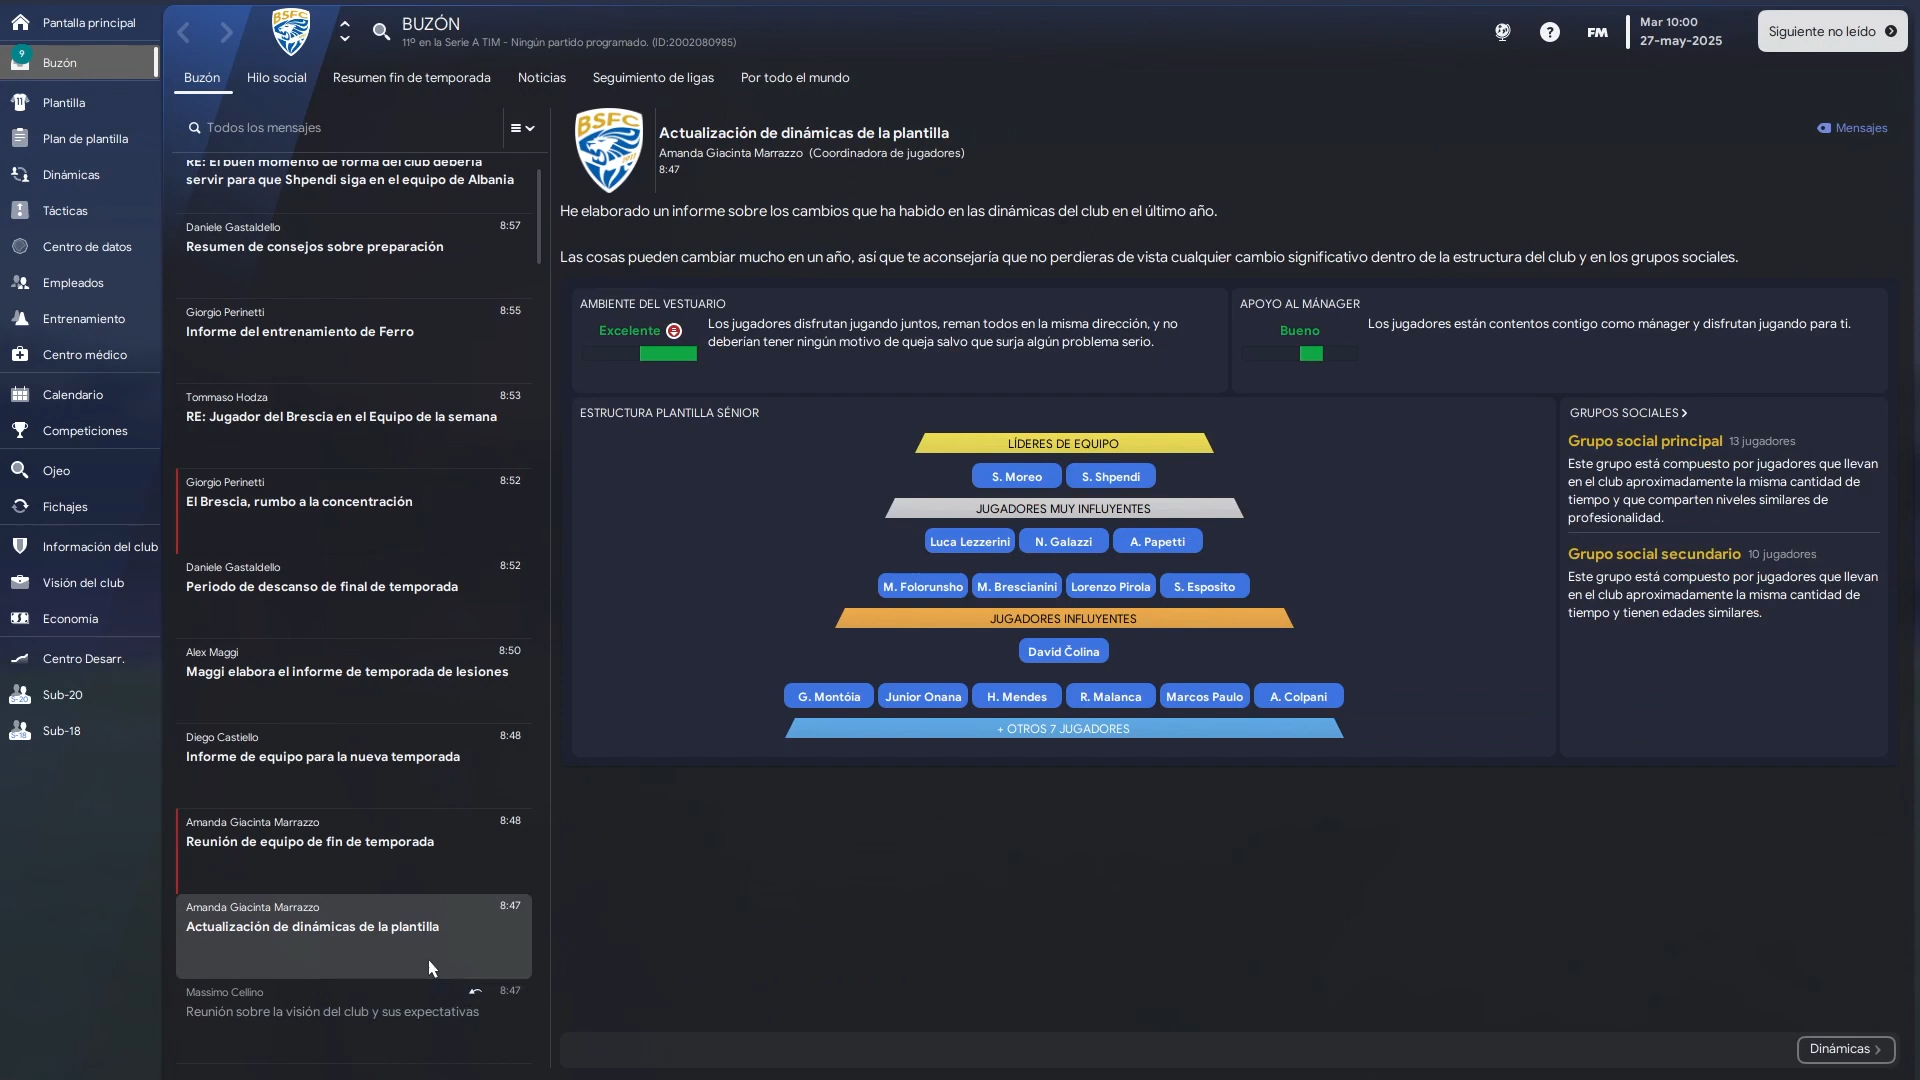 Pantalla principal
9
Buzón
Plantilla
Plan de plantilla
Dinámicas
Tácticas
Centro de datos
Empleados
Entrenamiento
Centro médico
Calendario
Competiciones
Ojeo
Fichajes
Información del club
Visión del club
Economía
Centro Desarr.
Sub-20
Sub-18
BSFC
BUZÓN
11º en la Serie A TIM - Ningún partido programado. (ID:2002080985)
?
FM
Mar 10:00
27-may-2025
Siguiente no leído
Buzón
Hilo social
Resumen fin de temporada
Noticias
Seguimiento de ligas
Por todo el mundo
Todos los mensajes
RE: El buen momento de forma del club debería
servir para que Shpendi siga en el equipo de Albania
Daniele Gastaldello 8:57
Resumen de consejos sobre preparación
Giorgio Perinetti 8:55
Informe del entrenamiento de Ferro
Tommaso Hodza 8:53
RE: Jugador del Brescia en el Equipo de la semana
Giorgio Perinetti 8:52
El Brescia, rumbo a la concentración
Daniele Gastaldello 8:52
Periodo de descanso de final de temporada
Alex Maggi 8:50
Maggi elabora el informe de temporada de lesiones
Diego Castiello 8:48
Informe de equipo para la nueva temporada
Amanda Giacinta Marrazzo 8:48
Reunión de equipo de fin de temporada
Amanda Giacinta Marrazzo 8:47
Actualización de dinámicas de la plantilla
Massimo Cellino 8:47
Reunión sobre la visión del club y sus expectativas
BSFC
Actualización de dinámicas de la plantilla
Amanda Giacinta Marrazzo (Coordinadora de jugadores)
8:47
Mensajes
He elaborado un informe sobre los cambios que ha habido en las dinámicas del club en el último año.
Las cosas pueden cambiar mucho en un año, así que te aconsejaría que no perdieras de vista cualquier cambio significativo dentro de la estructura del club y en los grupos sociales.
AMBIENTE DEL VESTUARIO
Excelente
Los jugadores disfrutan jugando juntos, reman todos en la misma dirección, y no
deberían tener ningún motivo de queja salvo que surja algún problema serio.
APOYO AL MÁNAGER
Bueno
Los jugadores están contentos contigo como mánager y disfrutan jugando para ti.
ESTRUCTURA PLANTILLA SÉNIOR
LÍDERES DE EQUIPO
S. Moreo
S. Shpendi
JUGADORES MUY INFLUYENTES
Luca Lezzerini
N. Galazzi
A. Papetti
M. Folorunsho
M. Brescianini
Lorenzo Pirola
S. Esposito
JUGADORES INFLUYENTES
David Čolina
G. Montóia
Junior Onana
H. Mendes
R. Malanca
Marcos Paulo
A. Colpani
+ OTROS 7 JUGADORES
GRUPOS SOCIALES
Grupo social principal 13 jugadores
Este grupo está compuesto por jugadores que llevan
en el club aproximadamente la misma cantidad de
tiempo y que comparten niveles similares de
profesionalidad.
Grupo social secundario 10 jugadores
Este grupo está compuesto por jugadores que llevan
en el club aproximadamente la misma cantidad de
tiempo y tienen edades similares.
Dinámicas